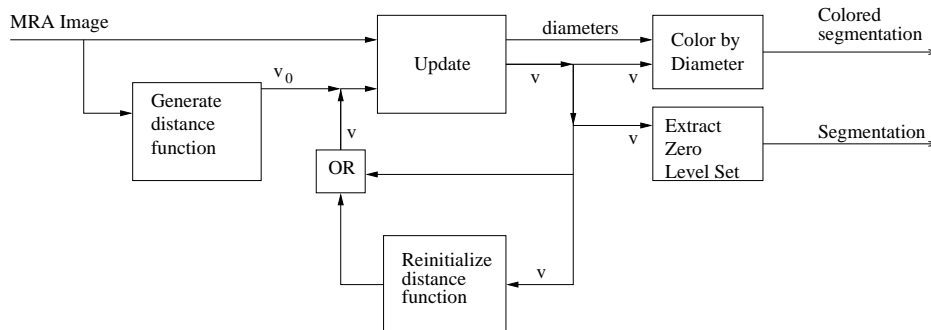 MRA Image
diameters
Colored
segmentation
Update
Color by
Diameter
v 0
v
v
Generate
distance
function
v
Extract
Zero
Level Set
v
Segmentation
OR
Reinitialize
distance
function
v